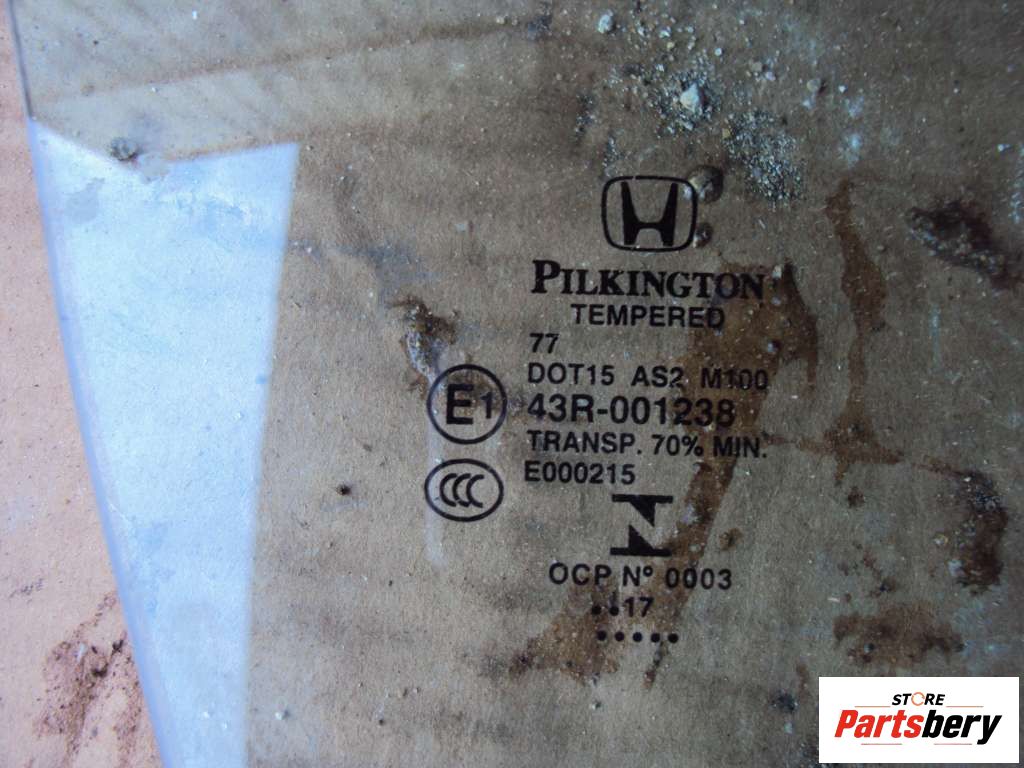 PILKINGTON
TEMPERED
77
DOT15 AS2 M100
E1 43R-001238
TRANSP. 70% MIN.
E000215
CCC
OCP Nº 0003
..17
.....
STORE
Partsbery